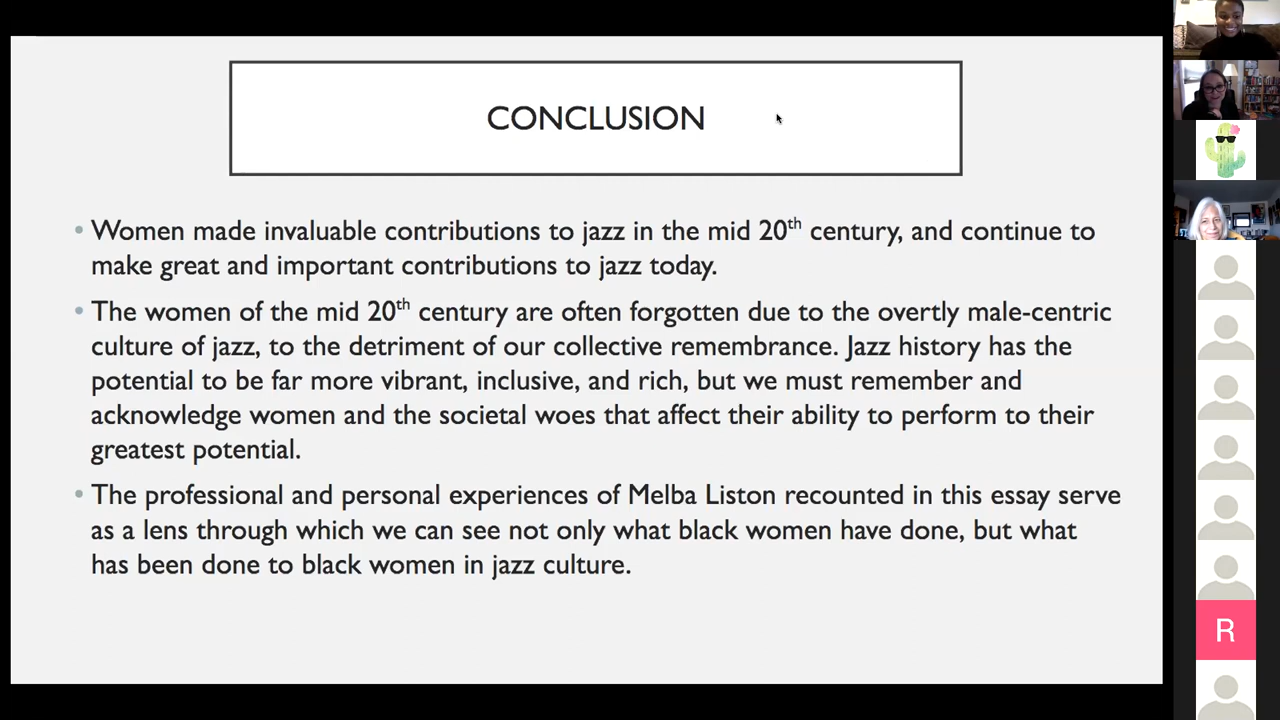 CONCLUSION
• Women made invaluable contributions to jazz in the mid 20th century, and continue to
make great and important contributions to jazz today.
• The women of the mid 20th century are often forgotten due to the overtly male-centric
culture of jazz, to the detriment of our collective remembrance. Jazz history has the
potential to be far more vibrant, inclusive, and rich, but we must remember and
acknowledge women and the societal woes that affect their ability to perform to their
greatest potential.
• The professional and personal experiences of Melba Liston recounted in this essay serve
as a lens through which we can see not only what black women have done, but what
has been done to black women in jazz culture.
R